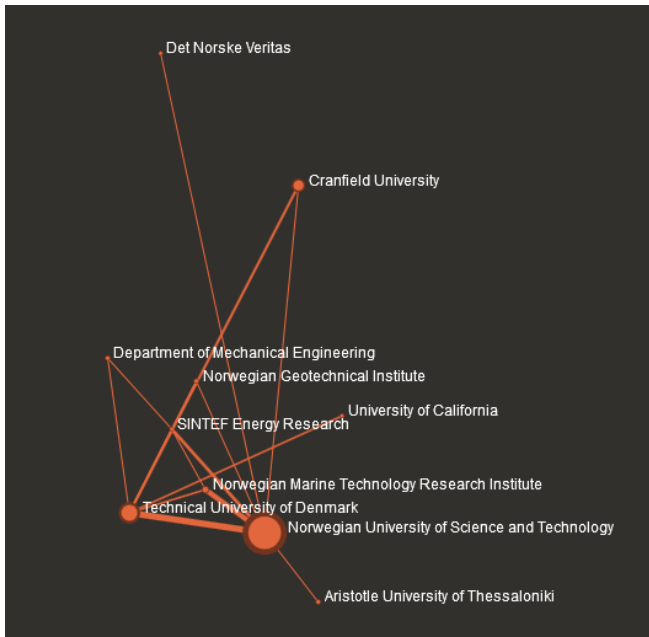 Det Norske Veritas
Cranfield University
Department of Mechanical Engineering
Norwegian Geotechnical Institute
University of California
SINTEF Energy Research
Norwegian Marine Technology Research Institute
Technical University of Denmark
Norwegian University of Science and Technology
Aristotle University of Thessaloniki